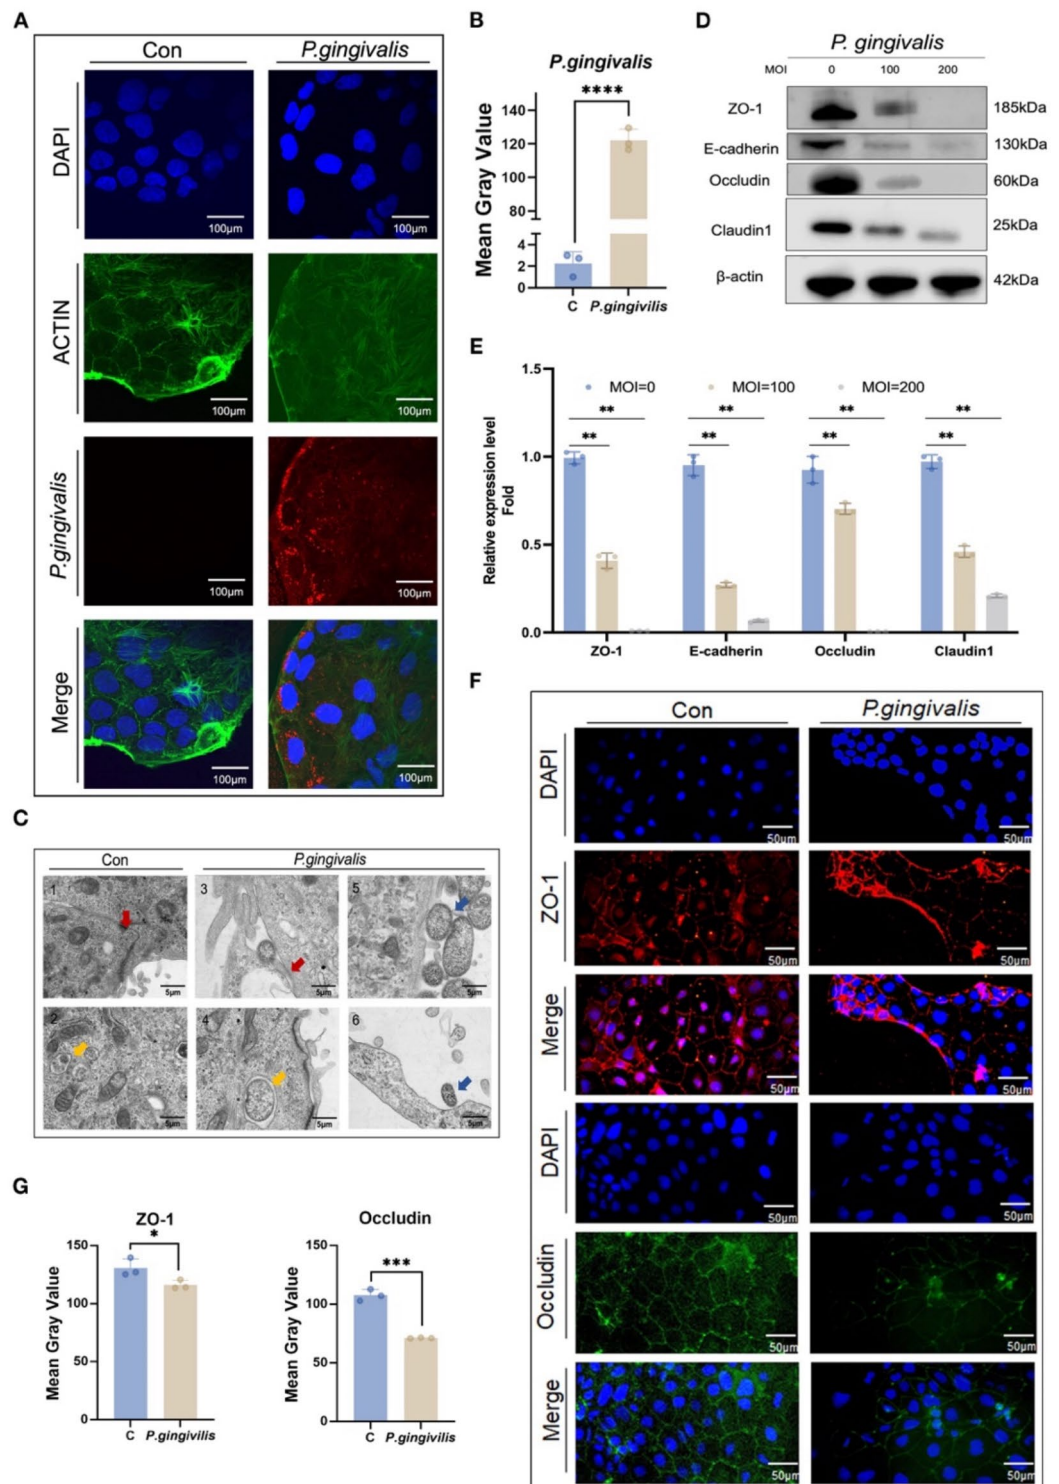 A
Con P.gingivalis
DAPI
100μm 100μm
ACTIN
100μm 100μm
P.gingivalis
100μm 100μm
Merge
100μm 100μm
B
P.gingivalis
****
Mean Gray Value
140
120
100
80
4
2
0
C P.gingivilis
C
Con P.gingivalis
1 3 5
5μm 5μm 5μm
2 4 6
5μm 5μm 5μm
D
P. gingivalis
MOI 0 100 200
ZO-1 185kDa
E-cadherin 130kDa
Occludin 60kDa
Claudin1 25kDa
β-actin 42kDa
E
Relative expression level
Fold
1.5
1.0
0.5
0.0
MOI=0 MOI=100 MOI=200
** ** ** **
** ** ** **
ZO-1 E-cadherin Occludin Claudin1
F
Con P.gingivalis
DAPI
50μm 50μm
ZO-1
50μm 50μm
Merge
50μm 50μm
DAPI
50μm 50μm
Occludin
50μm 50μm
Merge
50μm 50μm
G
ZO-1
*
Mean Gray Value
150
100
50
0
C P.gingivilis
Occludin
***
Mean Gray Value
150
100
50
0
C P.gingivilis